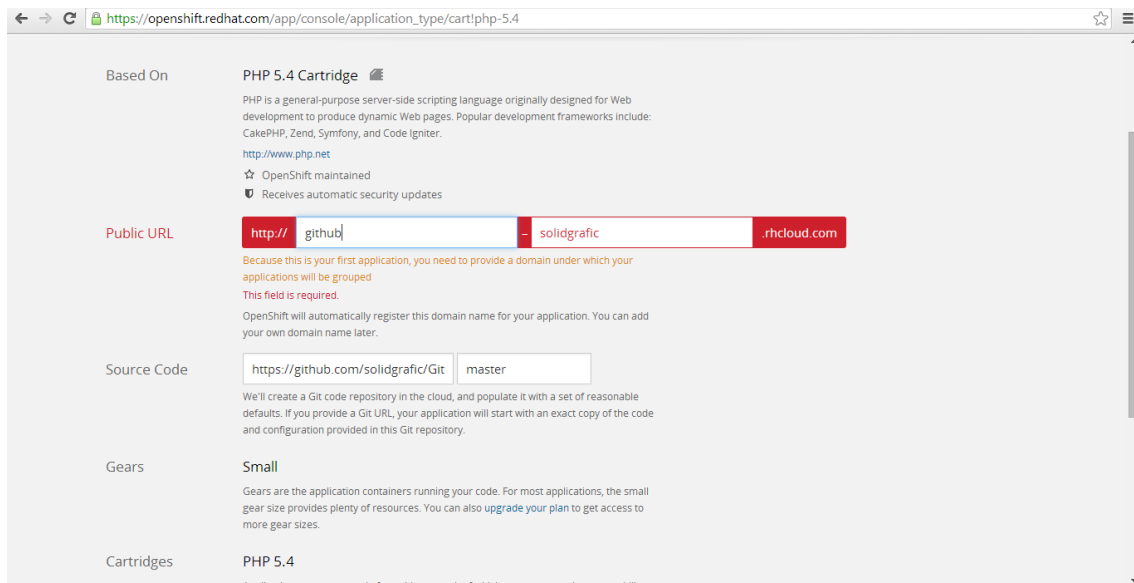 https://openshift.redhat.com/app/console/application_type/cart!php-5.4
Based On
PHP 5.4 Cartridge
PHP is a general-purpose server-side scripting language originally designed for Web
development to produce dynamic Web pages. Popular development frameworks include:
CakePHP, Zend, Symfony, and Code Igniter.
http://www.php.net
OpenShift maintained
Receives automatic security updates
Public URL
http:// github – solidgrafic .rhcloud.com
Because this is your first application, you need to provide a domain under which your
applications will be grouped
This field is required.
OpenShift will automatically register this domain name for your application. You can add
your own domain name later.
Source Code
https://github.com/solidgrafic/Git master
We'll create a Git code repository in the cloud, and populate it with a set of reasonable
defaults. If you provide a Git URL, your application will start with an exact copy of the code
and configuration provided in this Git repository.
Gears
Small
Gears are the application containers running your code. For most applications, the small
gear size provides plenty of resources. You can also upgrade your plan to get access to
more gear sizes.
Cartridges
PHP 5.4